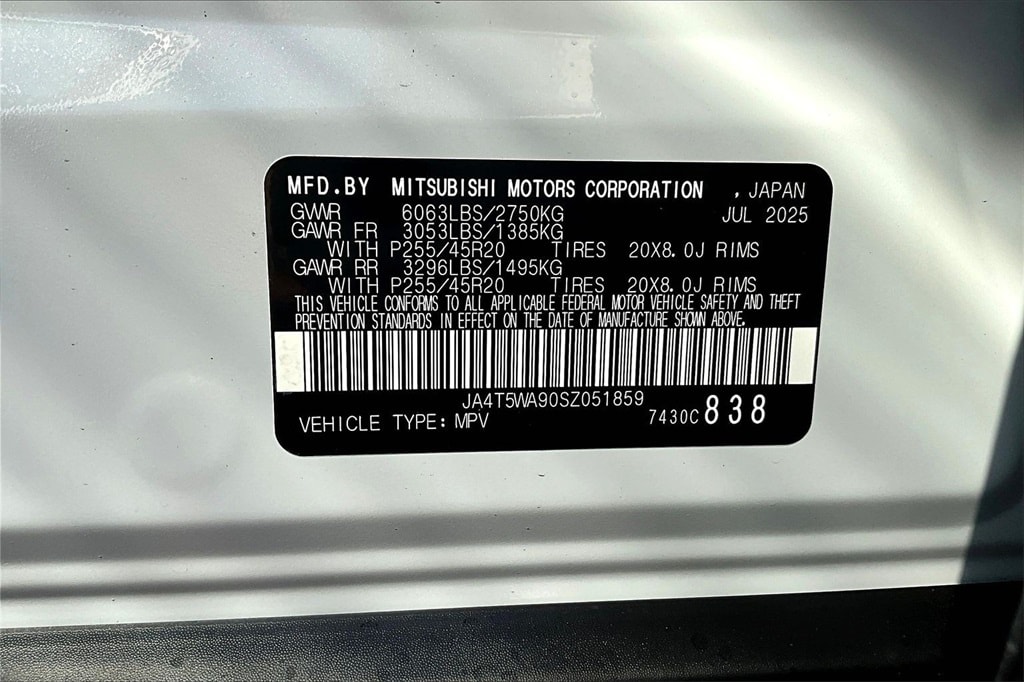 MFD.BY MITSUBISHI MOTORS CORPORATION , JAPAN
GVWR 6063LBS/2750KG JUL 2025
GAWR FR 3053LBS/1385KG
WITH P255/45R20 TIRES 20X8.0J RIMS
GAWR RR 3296LBS/1495KG
WITH P255/45R20 TIRES 20X8.0J RIMS
THIS VEHICLE CONFORMS TO ALL APPLICABLE FEDERAL MOTOR VEHICLE SAFETY AND THEFT
PREVENTION STANDARDS IN EFFECT ON THE DATE OF MANUFACTURE SHOWN ABOVE.
JA4T5WA90SZ051859
VEHICLE TYPE: MPV 7430C 838